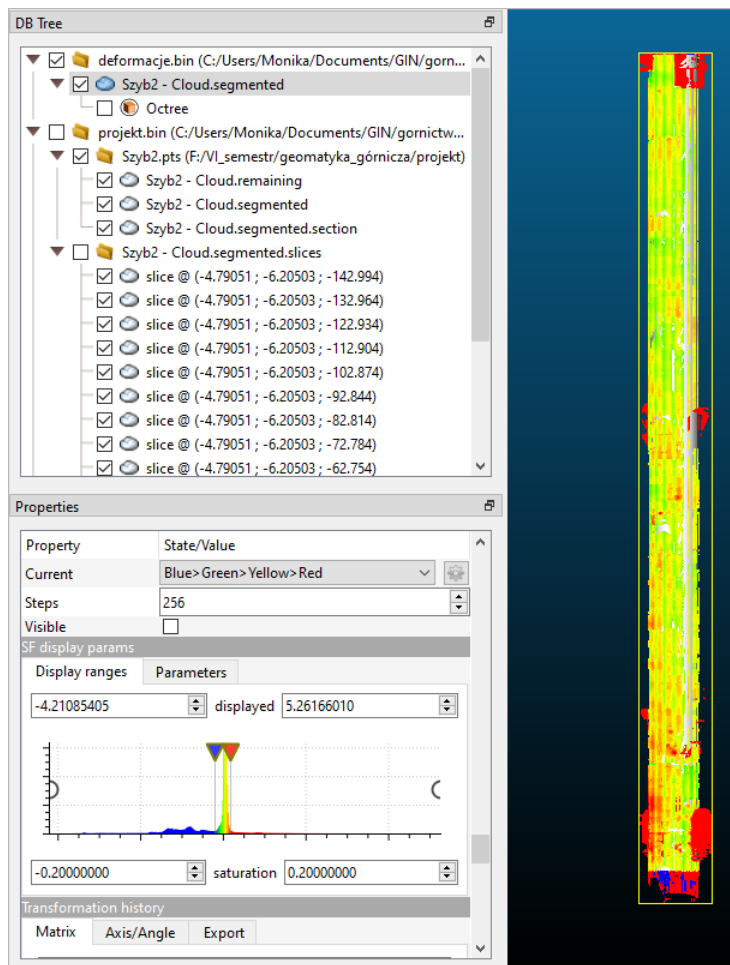 DB Tree
deformacje.bin (C:/Users/Monika/Documents/GIN/gorn...
Szyb2 - Cloud.segmented
Octree
projekt.bin (C:/Users/Monika/Documents/GIN/gornictw...
Szyb2.pts (F:/VI_semestr/geomatyka_górnicza/projekt)
Szyb2 - Cloud.remaining
Szyb2 - Cloud.segmented
Szyb2 - Cloud.segmented.section
Szyb2 - Cloud.segmented.slices
slice @ (-4.79051 ; -6.20503 ; -142.994)
slice @ (-4.79051 ; -6.20503 ; -132.964)
slice @ (-4.79051 ; -6.20503 ; -122.934)
slice @ (-4.79051 ; -6.20503 ; -112.904)
slice @ (-4.79051 ; -6.20503 ; -102.874)
slice @ (-4.79051 ; -6.20503 ; -92.844)
slice @ (-4.79051 ; -6.20503 ; -82.814)
slice @ (-4.79051 ; -6.20503 ; -72.784)
slice @ (-4.79051 ; -6.20503 ; -62.754)
Properties
Property State/Value
Current Blue>Green>Yellow>Red
Steps 256
Visible
SF display params
Display ranges Parameters
-4.21085405 displayed 5.26166010
-0.20000000 saturation 0.20000000
Transformation history
Matrix Axis/Angle Export